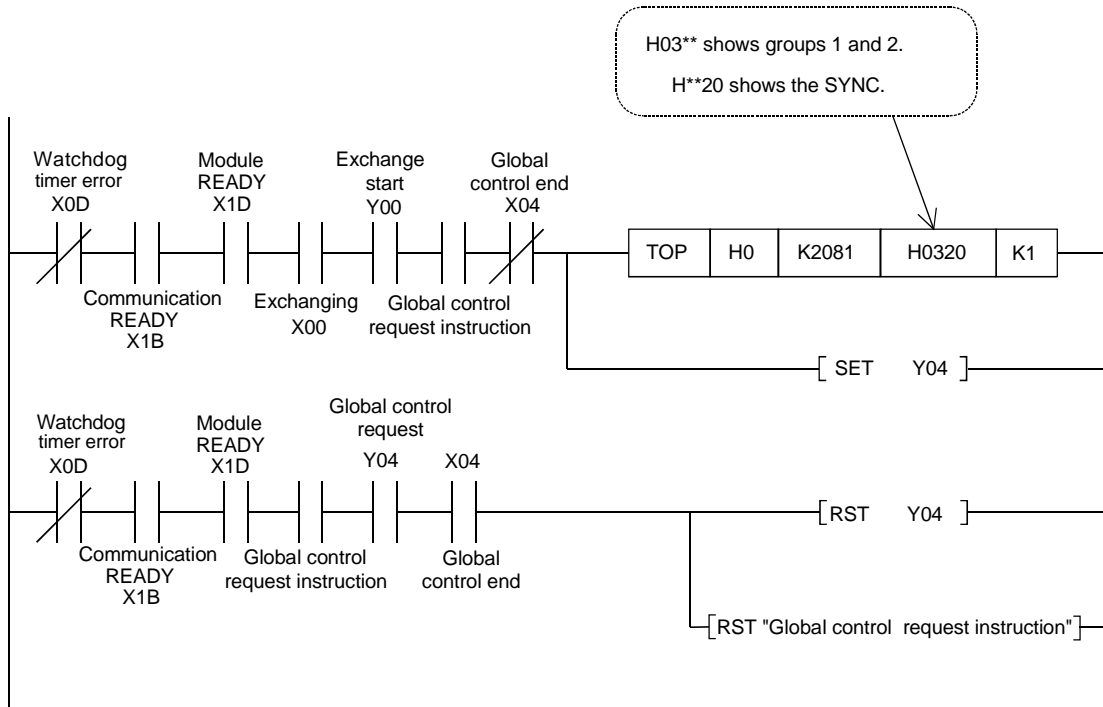 H03** shows groups 1 and 2.
H**20 shows the SYNC.
Watchdog
timer error
X0D
Communication
READY
X1B
Module
READY
X1D
Exchanging
X00
Exchange
start
Y00
Global control
request instruction
Global
control end
X04
TOP H0 K2081 H0320 K1
SET Y04
Watchdog
timer error
X0D
Communication
READY
X1B
Module
READY
X1D
Global control
request instruction
Global control
request
Y04
X04
Global
control end
RST Y04
RST "Global control request instruction"